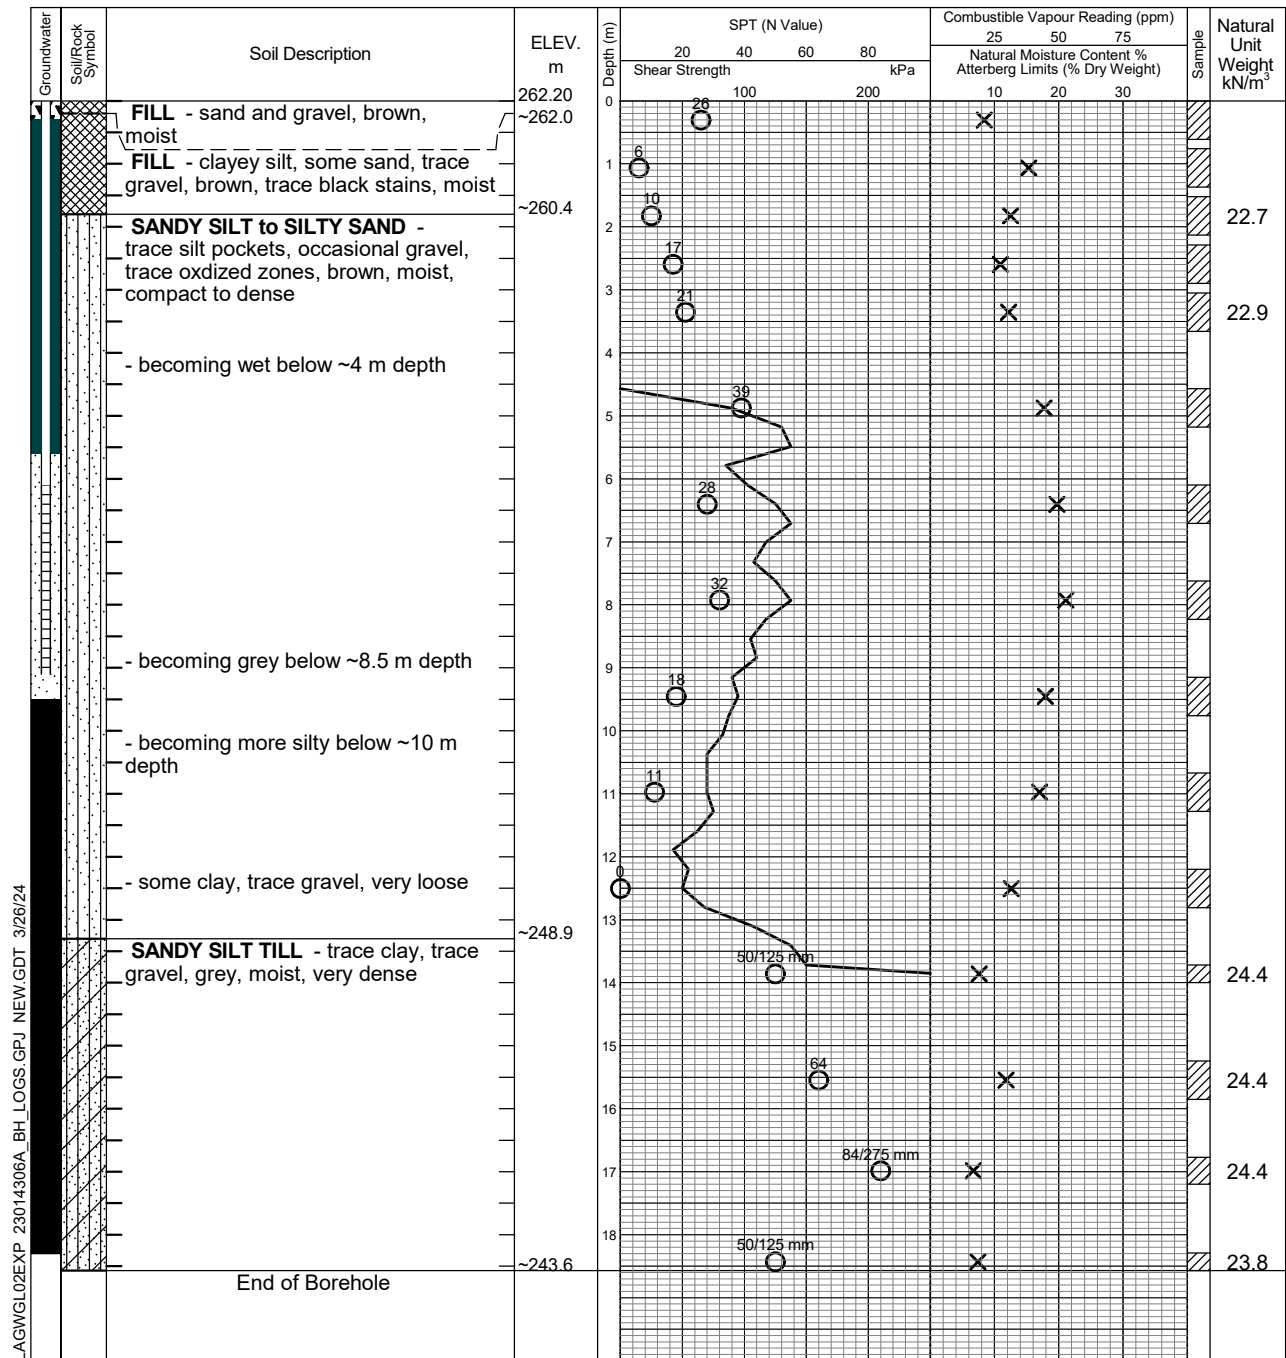 Groundwater
Soil/Rock
Symbol
Soil Description
ELEV.
m
Depth (m)
SPT (N Value)
20 40 60 80
Shear Strength kPa
100 200
Combustible Vapour Reading (ppm)
25 50 75
Natural Moisture Content %
Atterberg Limits (% Dry Weight)
10 20 30
Sample
Natural
Unit
Weight
kN/m³
262.20
0
FILL - sand and gravel, brown,
moist
~262.0
26
FILL - clayey silt, some sand, trace
gravel, brown, trace black stains, moist
1
6
~260.4
10
SANDY SILT to SILTY SAND -
trace silt pockets, occasional gravel,
trace oxdized zones, brown, moist,
compact to dense
2
22.7
17
3
21
22.9
- becoming wet below ~4 m depth
4
39
5
6
28
7
32
8
- becoming grey below ~8.5 m depth
9
18
- becoming more silty below ~10 m
depth
10
11
11
12
- some clay, trace gravel, very loose
0
13
~248.9
SANDY SILT TILL - trace clay, trace
gravel, grey, moist, very dense
50/125 mm
14
24.4
15
64
24.4
16
84/275 mm
17
24.4
18
50/125 mm
~243.6
23.8
End of Borehole
_AGWGL02EXP 23014306A_BH_LOGS.GPJ NEW.GDT 3/26/24